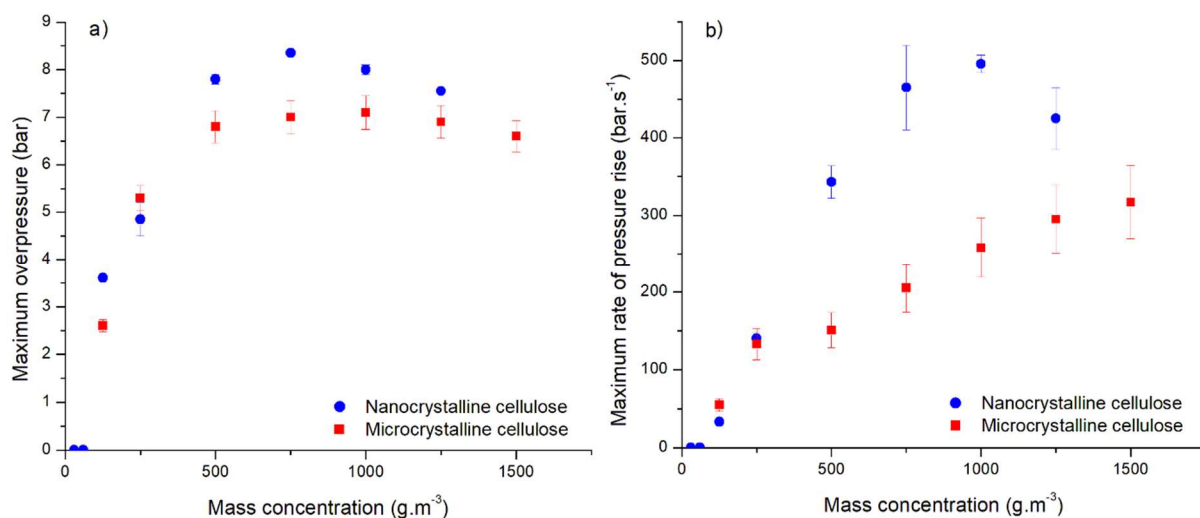 a)
Maximum overpressure (bar)
9
8
7
6
5
4
3
2
1
0
0
500
1000
1500
Mass concentration (g.m⁻³)
Nanocrystalline cellulose
Microcrystalline cellulose
b)
Maximum rate of pressure rise (bar.s⁻¹)
500
400
300
200
100
0
0
500
1000
1500
Mass concentration (g.m⁻³)
Nanocrystalline cellulose
Microcrystalline cellulose